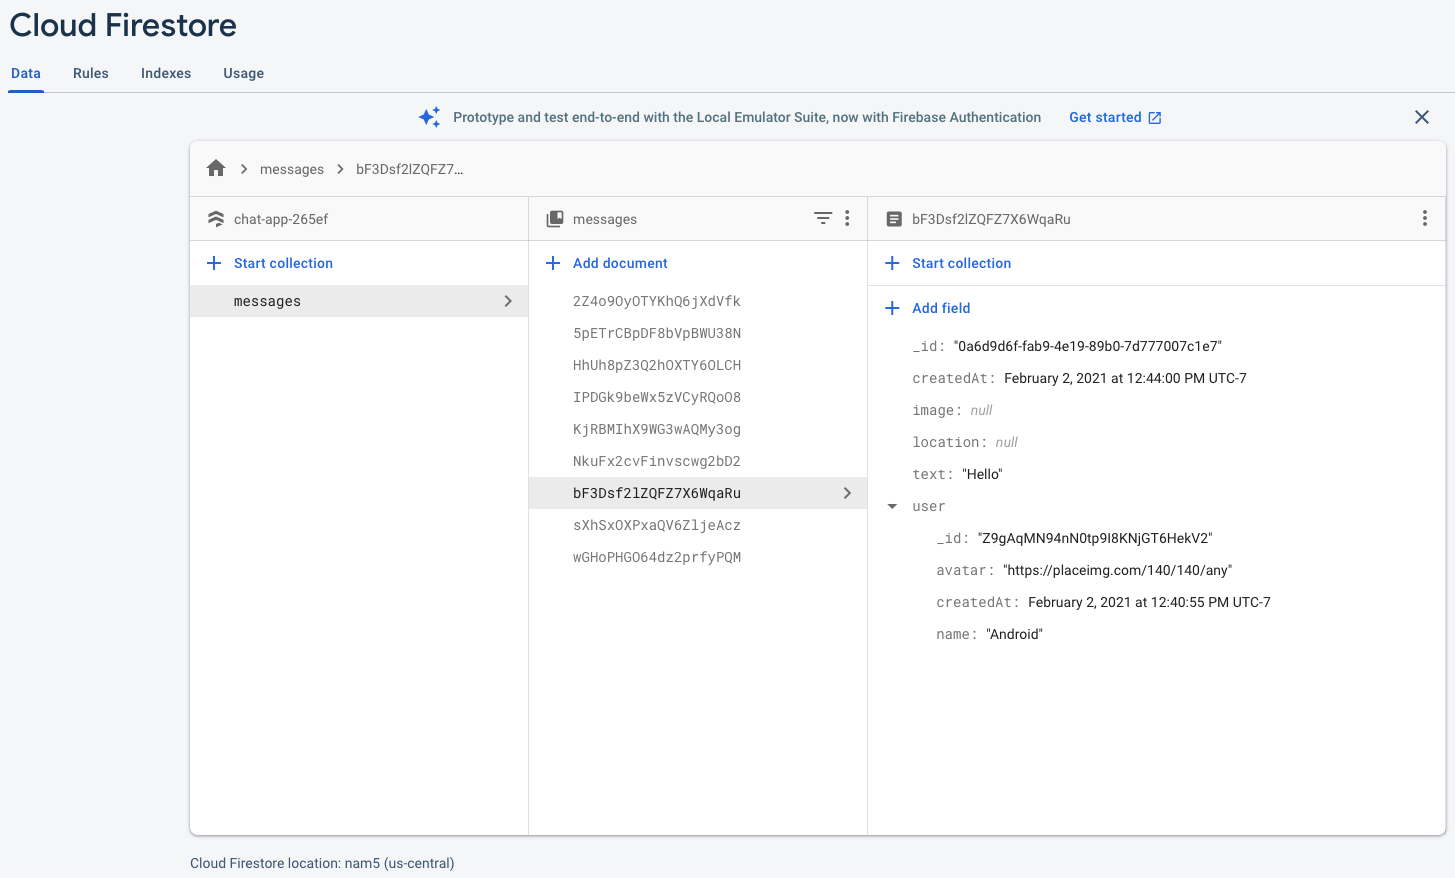 Cloud Firestore
Data Rules Indexes Usage
Prototype and test end-to-end with the Local Emulator Suite, now with Firebase Authentication Get started
messages bF3Dsf2lZQFZ7...
chat-app-265ef
Start collection
messages
messages
Add document
2Z4o9OyOTYKhQ6jXdVfk
5pETrCBpDF8bVpBWU38N
HhUh8pZ3Q2hOXTY6OLCH
IPDGk9beWx5zVCyRQoO8
KjRBMIhX9WG3wAQMy3og
NkuFx2cvFinvscwg2bD2
bF3Dsf2lZQFZ7X6WqaRu
sXhSxOXPxaQV6ZljeAcz
wGHoPHGO64dz2prfyPQM
bF3Dsf2lZQFZ7X6WqaRu
Start collection
Add field
_id: "0a6d9d6f-fab9-4e19-89b0-7d777007c1e7"
createdAt: February 2, 2021 at 12:44:00 PM UTC-7
image: null
location: null
text: "Hello"
user
_id: "Z9gAqMN94nN0tp9I8KNjGT6HekV2"
avatar: "https://placeimg.com/140/140/any"
createdAt: February 2, 2021 at 12:40:55 PM UTC-7
name: "Android"
Cloud Firestore location: nam5 (us-central)